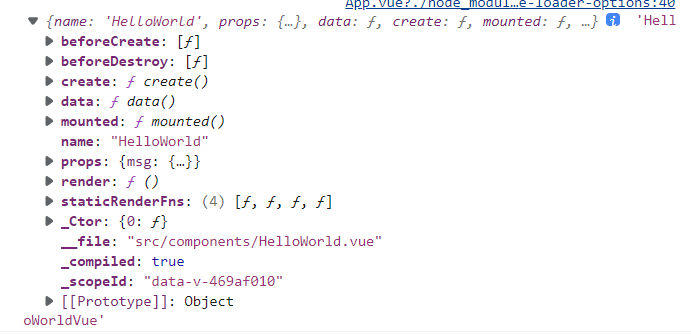 App.vue?./node_modul…e-loader-options:40
{name: 'HelloWorld', props: {…}, data: ƒ, create: ƒ, mounted: ƒ, …} i 'Hell
beforeCreate: [ƒ]
beforeDestroy: [ƒ]
create: ƒ create()
data: ƒ data()
mounted: ƒ mounted()
name: "HelloWorld"
props: {msg: {…}}
render: ƒ ()
staticRenderFns: (4) [ƒ, ƒ, ƒ, ƒ]
_Ctor: {0: ƒ}
__file: "src/components/HelloWorld.vue"
_compiled: true
_scopeId: "data-v-469af010"
[[Prototype]]: Object
oWorldVue'